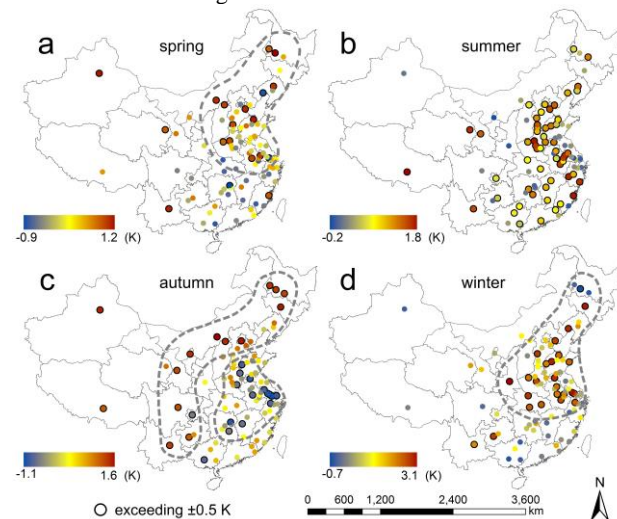 a
spring
b
summer
-0.9
1.2
(K)
-0.2
1.8
(K)
c
autumn
d
winter
-1.1
1.6
(K)
-0.7
3.1
(K)
exceeding ±0.5 K
0
600
1,200
2,400
3,600
km
N